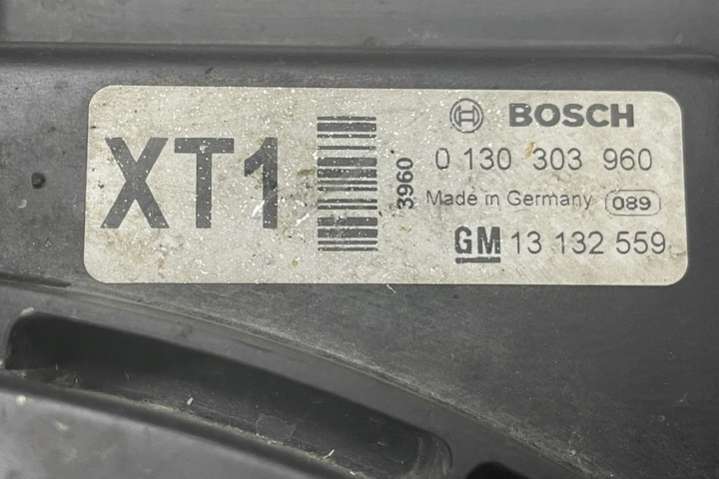 XT1
3960
BOSCH
0 130 303 960
Made in Germany 089
GM 13 132 559